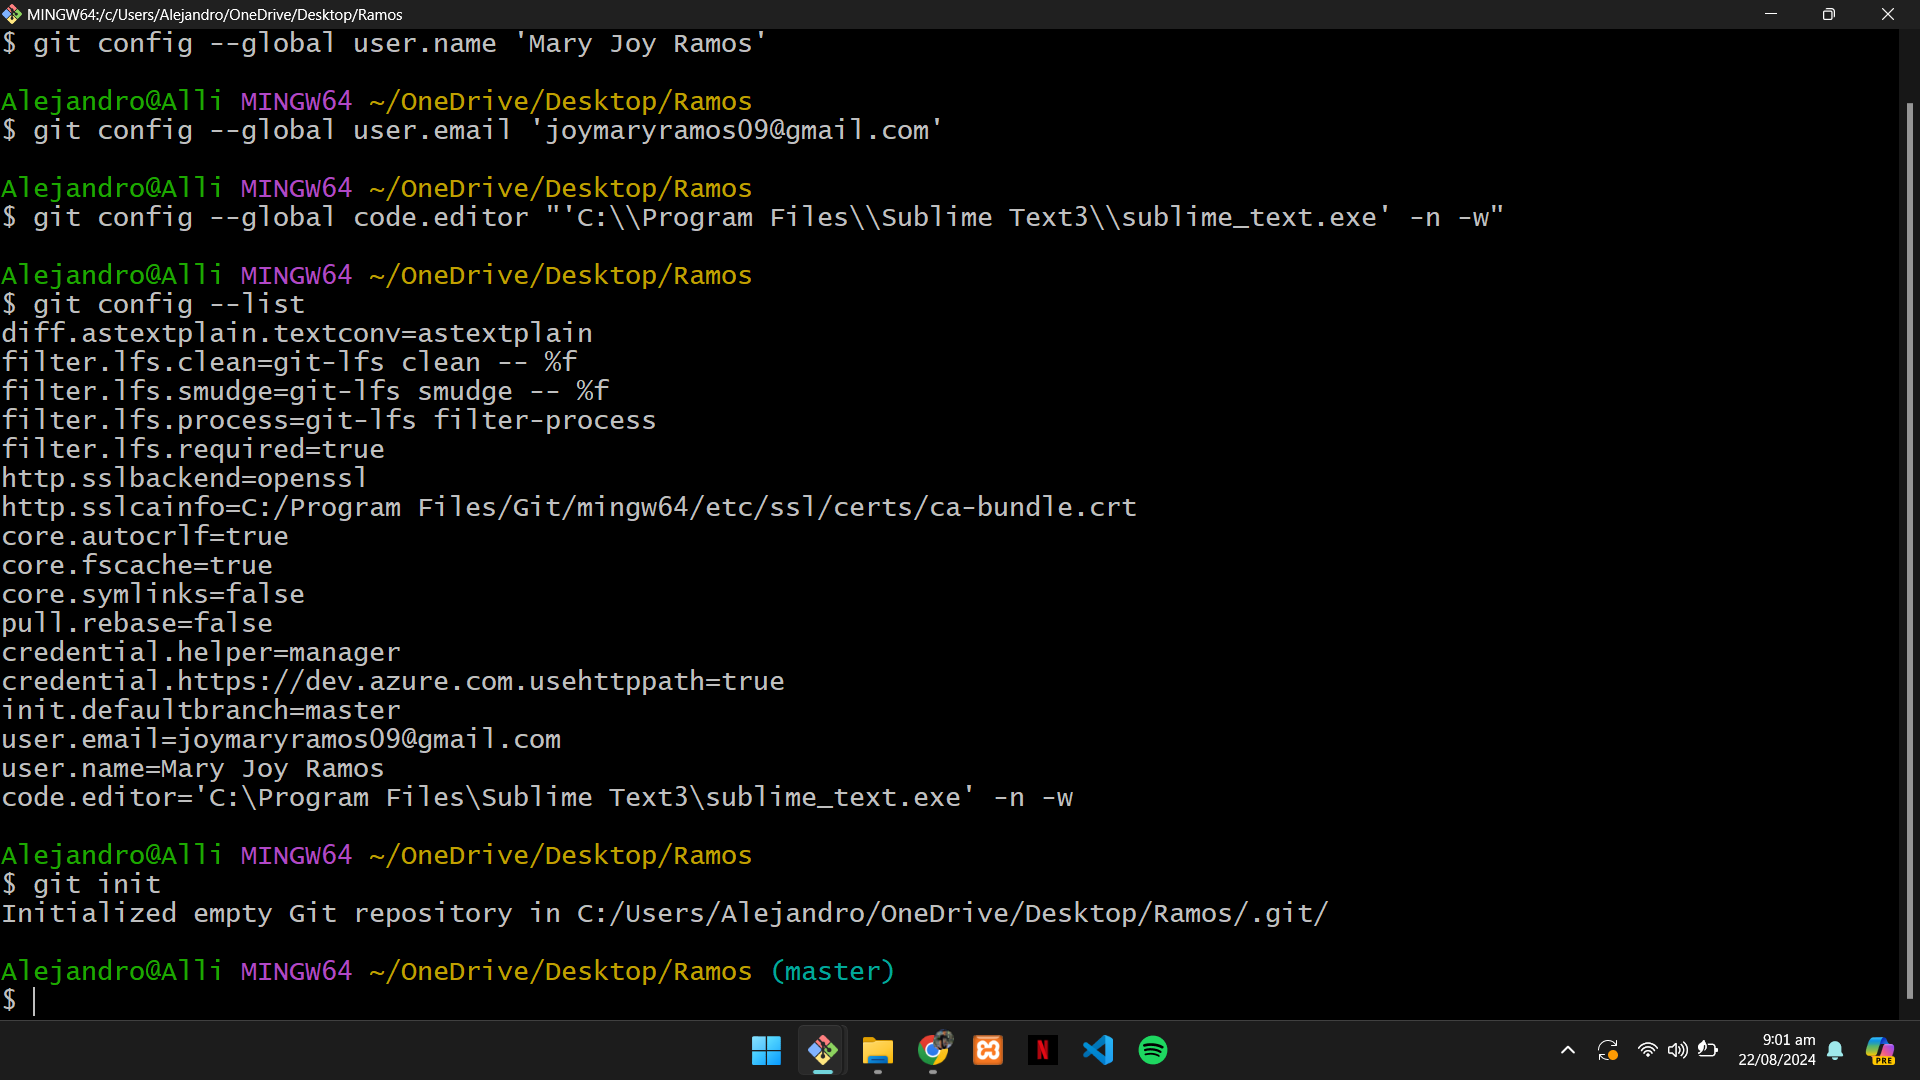 MINGW64:/c/Users/Alejandro/OneDrive/Desktop/Ramos
$ git config --global user.name 'Mary Joy Ramos'
Alejandro@Alli MINGW64 ~/OneDrive/Desktop/Ramos
$ git config --global user.email 'joymaryramos09@gmail.com'
Alejandro@Alli MINGW64 ~/OneDrive/Desktop/Ramos
$ git config --global code.editor "'C:\\Program Files\\Sublime Text3\\sublime_text.exe' -n -w"
Alejandro@Alli MINGW64 ~/OneDrive/Desktop/Ramos
$ git config --list
diff.astextplain.textconv=astextplain
filter.lfs.clean=git-lfs clean -- %f
filter.lfs.smudge=git-lfs smudge -- %f
filter.lfs.process=git-lfs filter-process
filter.lfs.required=true
http.sslbackend=openssl
http.sslcainfo=C:/Program Files/Git/mingw64/etc/ssl/certs/ca-bundle.crt
core.autocrlf=true
core.fscache=true
core.symlinks=false
pull.rebase=false
credential.helper=manager
credential.https://dev.azure.com.usehttppath=true
init.defaultbranch=master
user.email=joymaryramos09@gmail.com
user.name=Mary Joy Ramos
code.editor='C:\Program Files\Sublime Text3\sublime_text.exe' -n -w
Alejandro@Alli MINGW64 ~/OneDrive/Desktop/Ramos
$ git init
Initialized empty Git repository in C:/Users/Alejandro/OneDrive/Desktop/Ramos/.git/
Alejandro@Alli MINGW64 ~/OneDrive/Desktop/Ramos (master)
$
N
9:01 am
22/08/2024
PRE